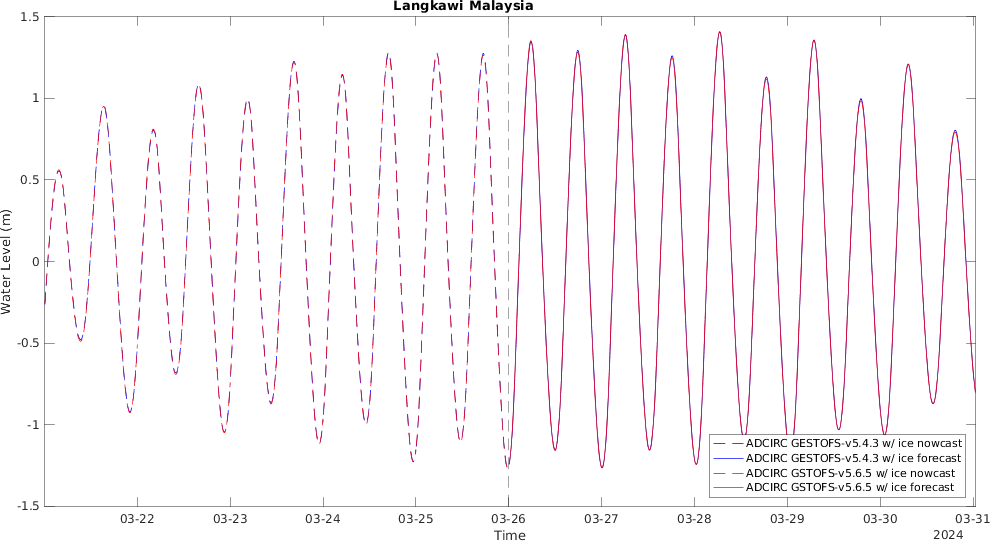 Langkawi Malaysia
1.5
1
0.5
0
-0.5
-1
-1.5
Water Level (m)
ADCIRC GESTOFS-v5.4.3 w/ ice nowcast
ADCIRC GESTOFS-v5.4.3 w/ ice forecast
ADCIRC GSTOFS-v5.6.5 w/ ice nowcast
ADCIRC GSTOFS-v5.6.5 w/ ice forecast
03-22 03-23 03-24 03-25 03-26 03-27 03-28 03-29 03-30 03-31
Time
2024